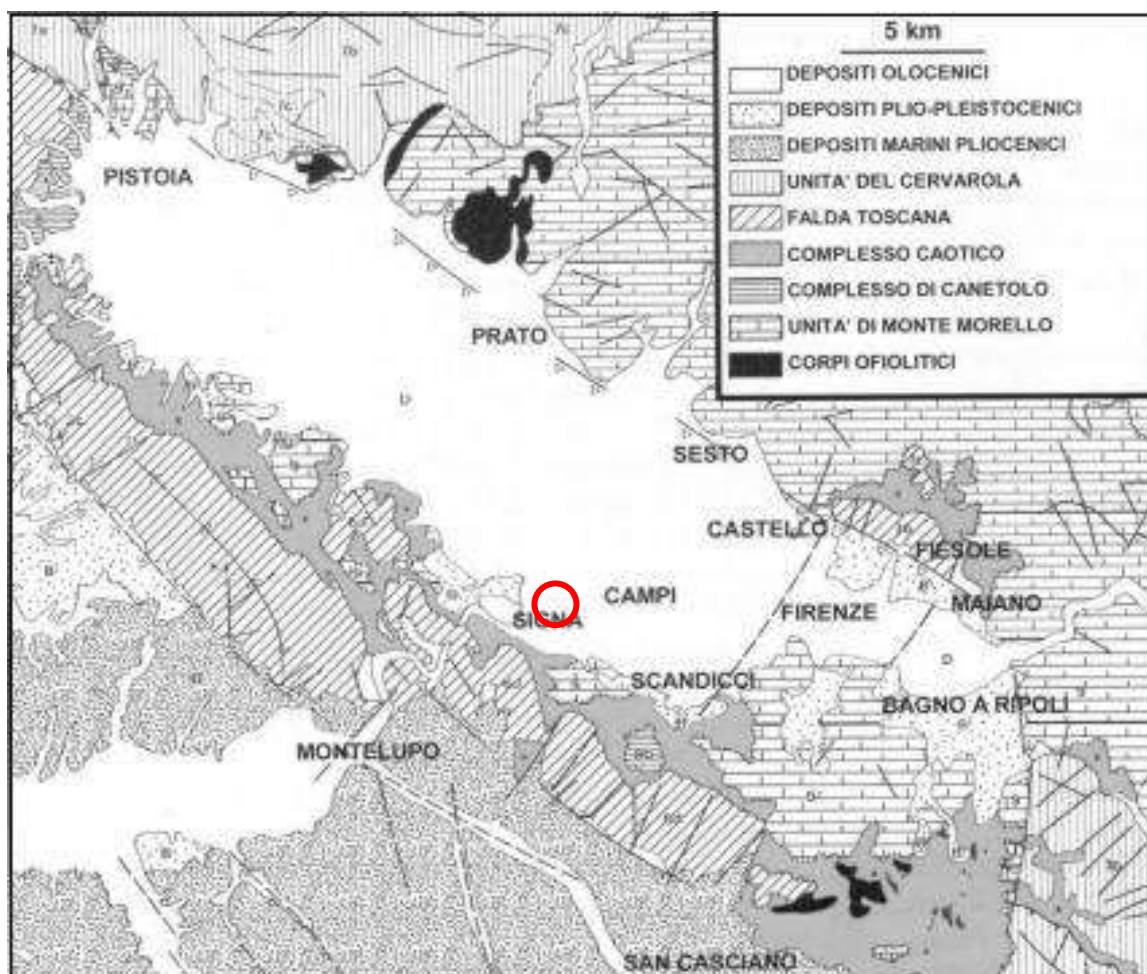 5 km
DEPOSITI OLOCENICI
DEPOSITI PLIO-PLEISTOCENICI
DEPOSITI MARINI PLIOCENICI
UNITA' DEL CERVAROLA
FALDA TOSCANA
COMPLESSO CAOTICO
COMPLESSO DI CANETOLO
UNITA' DI MONTE MORELLO
CORPI OFIOLITICI
PISTOIA
PRATO
SESTO
CASTELLO
FIESOLE
CAMPI
SIGNA
FIRENZE
MAIANO
SCANDICCI
BAGNO A RIPOLI
MONTELUPO
SAN CASCIANO